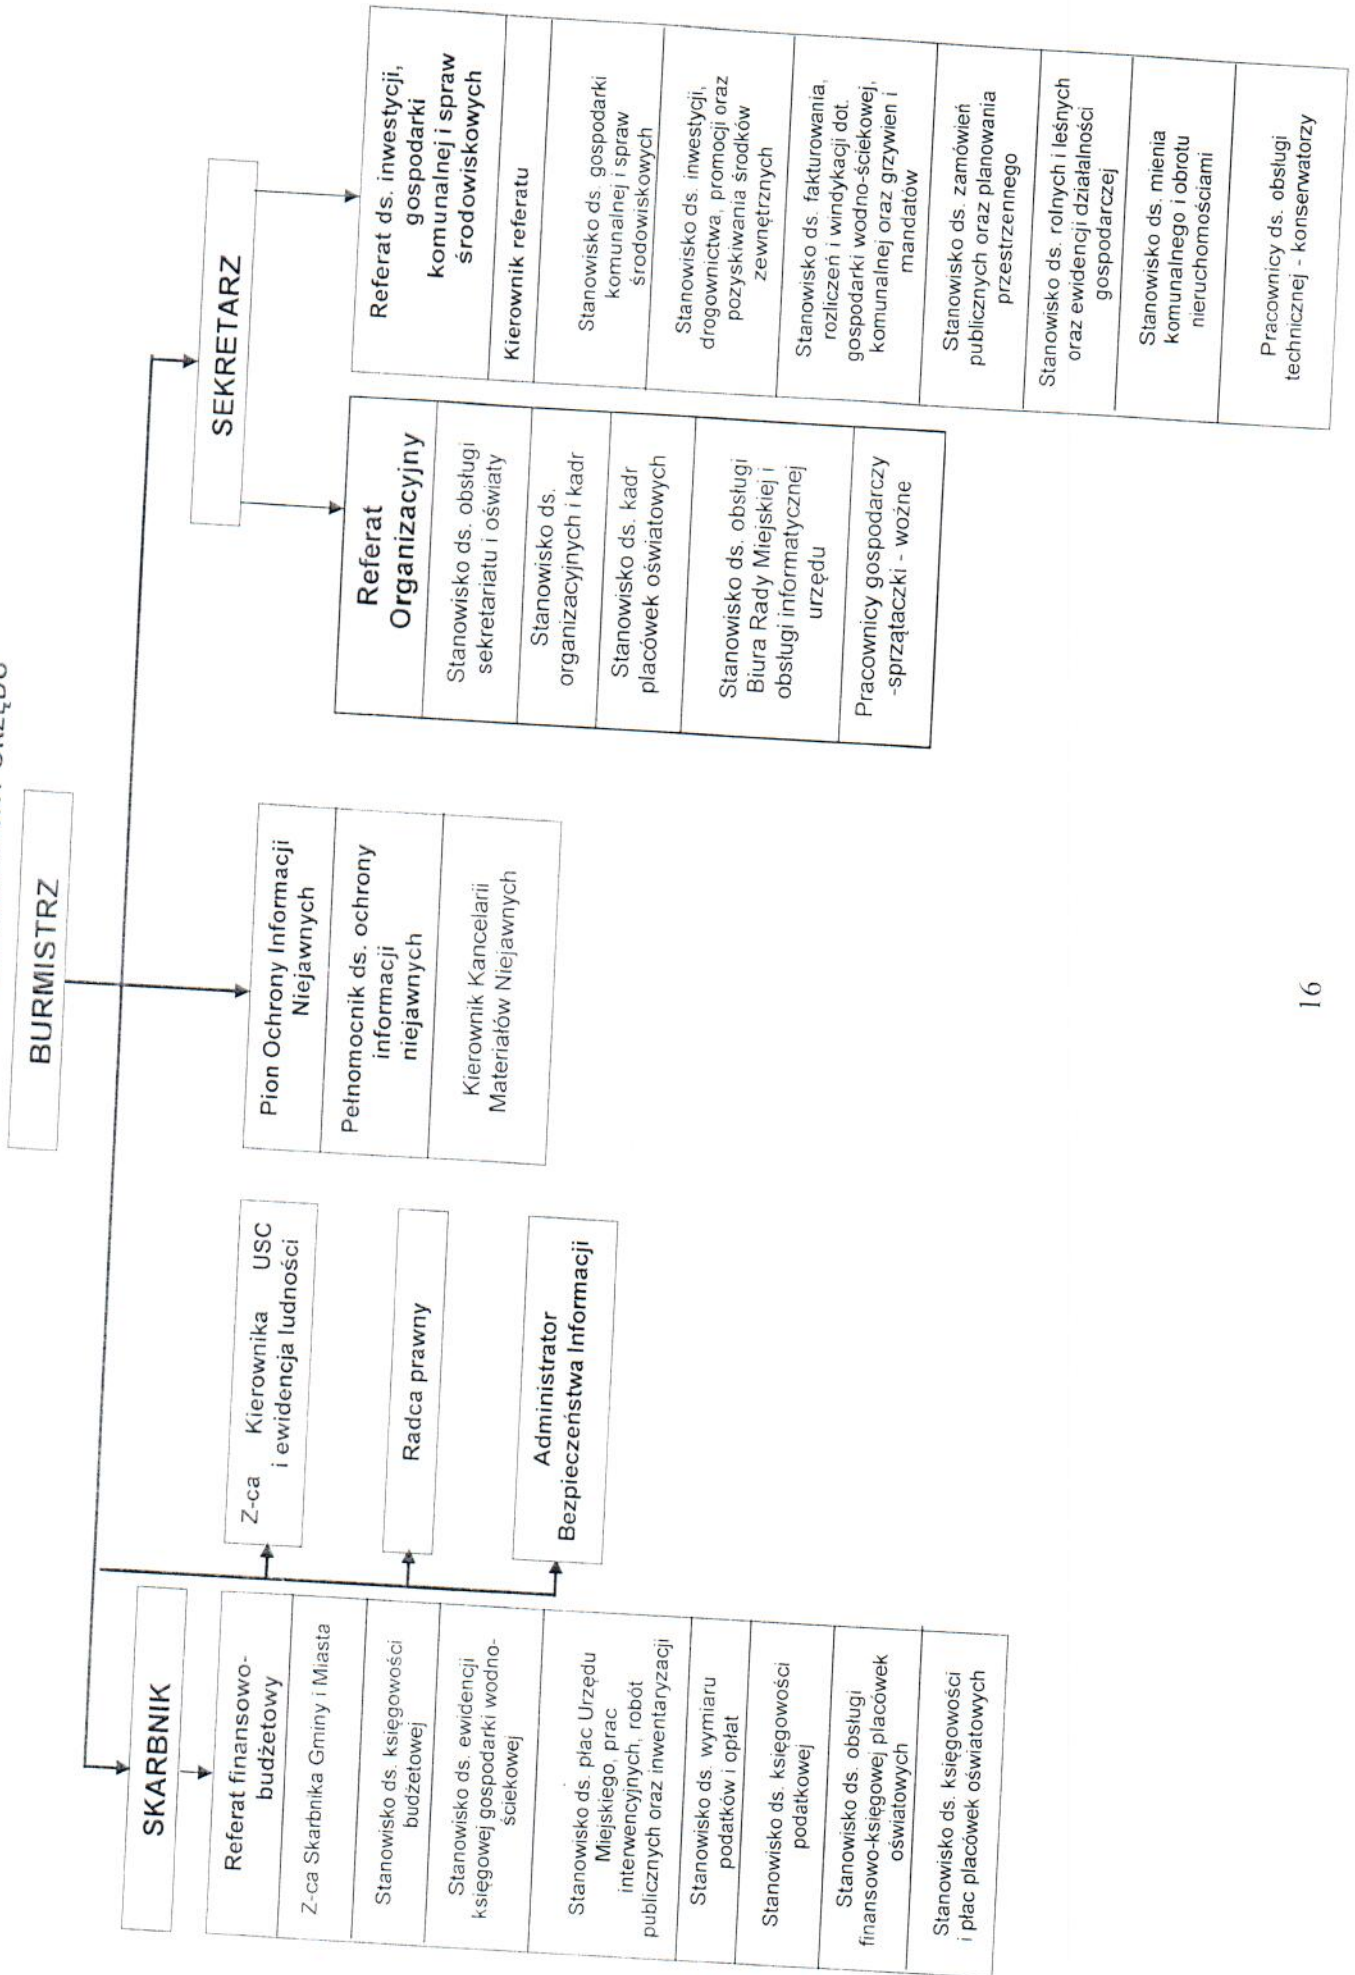 BURMISTRZ
SKARBNIK
Referat finansowo-
budżetowy
Z-ca Skarbnika Gminy i Miasta
Stanowisko ds. księgowości
budżetowej
Stanowisko ds. ewidencji
księgowej gospodarki wodno-
ściekowej
Stanowisko ds. płac Urzędu
Miejskiego, prac
interwencyjnych, robót
publicznych oraz inwentaryzacji
Stanowisko ds. wymiaru
podatków i opłat
Stanowisko ds. księgowości
podatkowej
Stanowisko ds. obsługi
finansowo-księgowej placówek
oświatowych
Stanowisko ds. księgowości
i płac placówek oświatowych
Z-ca Kierownika USC
i ewidencja ludności
Radca prawny
Administrator
Bezpieczeństwa Informacji
Pion Ochrony Informacji
Niejawnych
Pełnomocnik ds. ochrony
informacji
niejawnych
Kierownik Kancelarii
Materiałów Niejawnych
SEKRETARZ
Referat
Organizacyjny
Stanowisko ds. obsługi
sekretariatu i oświaty
Stanowisko ds.
organizacyjnych i kadr
Stanowisko ds. kadr
placówek oświatowych
Stanowisko ds. obsługi
Biura Rady Miejskiej i
obsługi informatycznej
urzędu
Pracownicy gospodarczy
-sprzątaczki - woźne
Referat ds. inwestycji,
gospodarki
komunalnej i spraw
środowiskowych
Kierownik referatu
Stanowisko ds. gospodarki
komunalnej i spraw
środowiskowych
Stanowisko ds. inwestycji,
drogownictwa, promocji oraz
pozyskiwania środków
zewnętrznych
Stanowisko ds. fakturowania,
rozliczeń i windykacji dot.
gospodarki wodno-ściekowej,
komunalnej oraz grzywien i
mandatów
Stanowisko ds. zamówień
publicznych oraz planowania
przestrzennego
Stanowisko ds. rolnych i leśnych
oraz ewidencji działalności
gospodarczej
Stanowisko ds. mienia
komunalnego i obrotu
nieruchomościami
Pracownicy ds. obsługi
technicznej - konserwatorzy
16